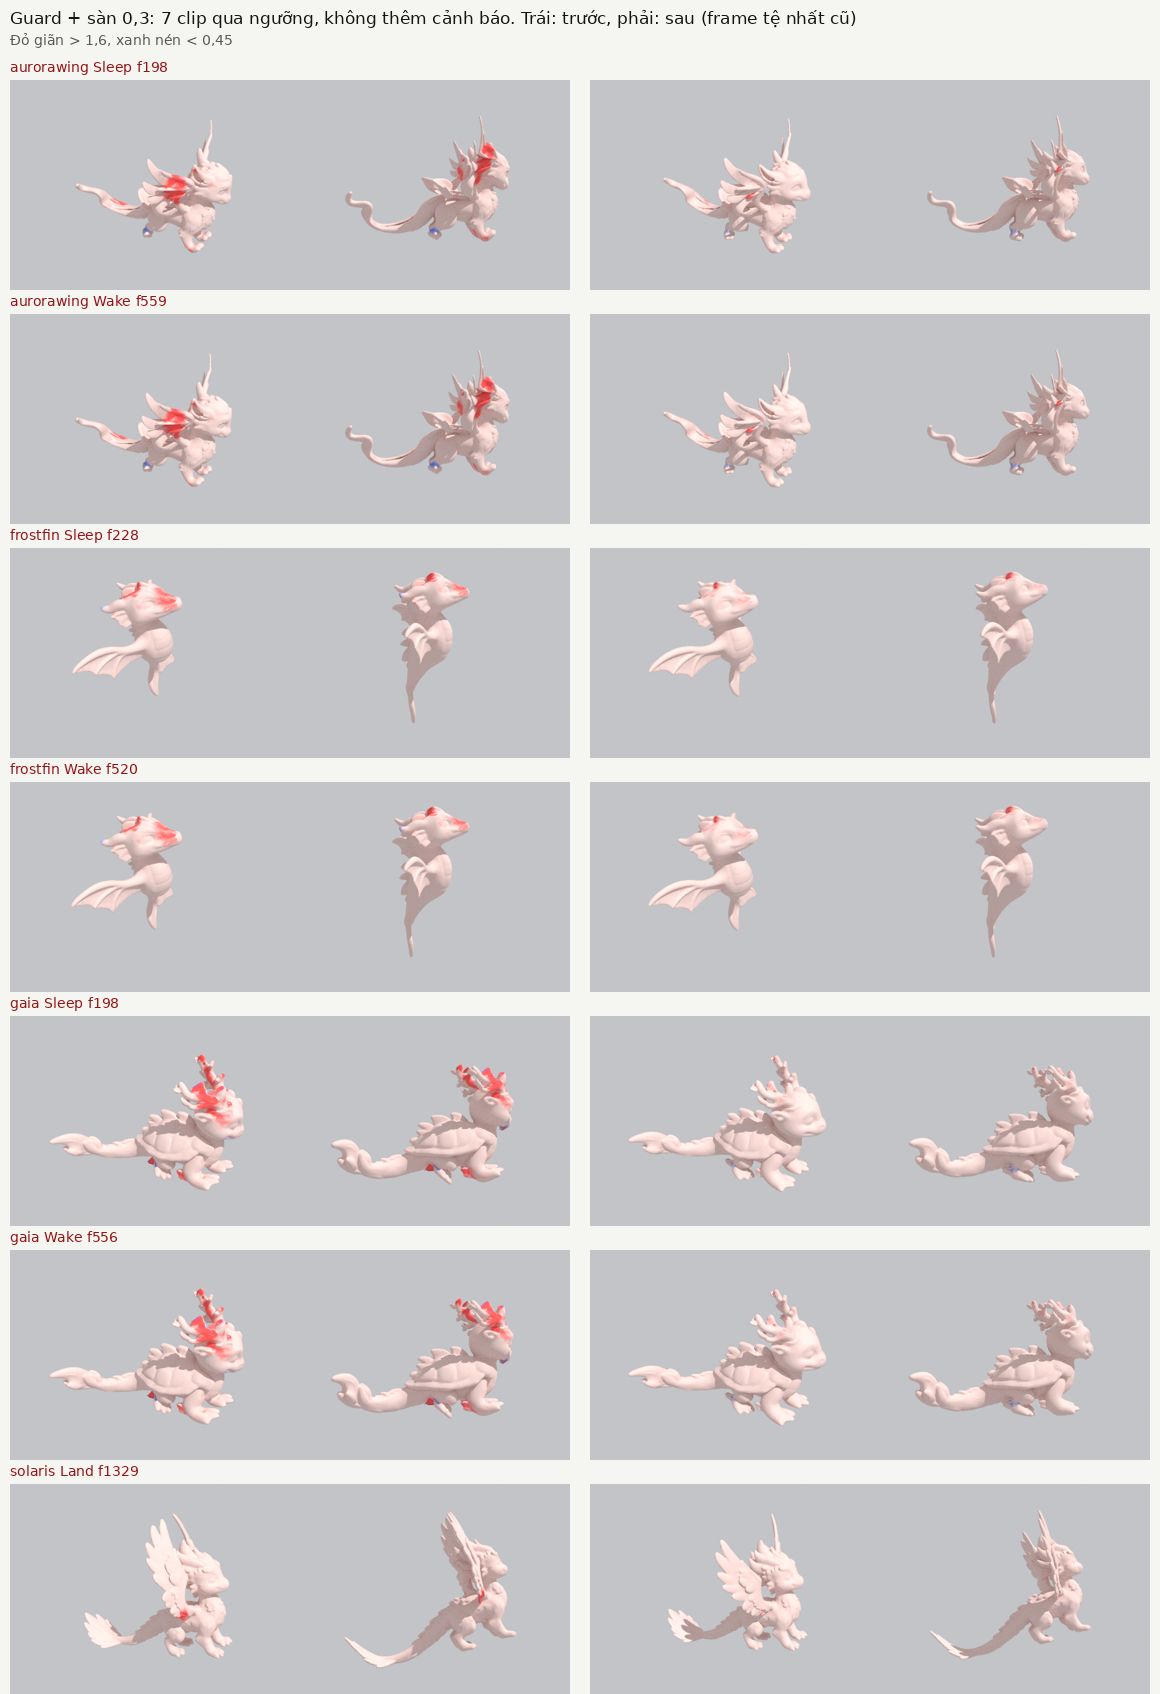 Guard + sàn 0,3: 7 clip qua ngưỡng, không thêm cảnh báo. Trái: trước, phải: sau (frame tệ nhất cũ)
Đỏ giãn > 1,6, xanh nén < 0,45
aurorawing Sleep f198
aurorawing Wake f559
frostfin Sleep f228
frostfin Wake f520
gaia Sleep f198
gaia Wake f556
solaris Land f1329